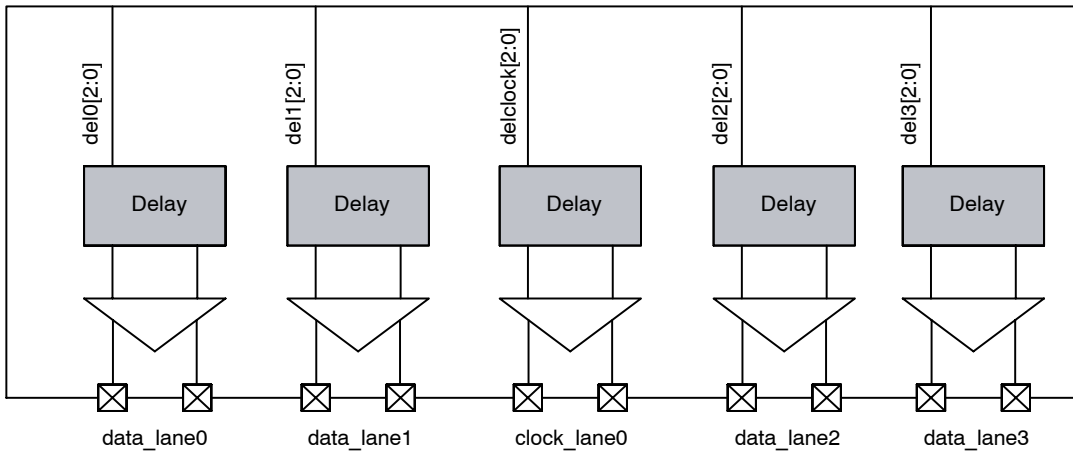 del0[2:0]
del1[2:0]
delclock[2:0]
del2[2:0]
del3[2:0]
Delay
Delay
Delay
Delay
Delay
data_lane0
data_lane1
clock_lane0
data_lane2
data_lane3